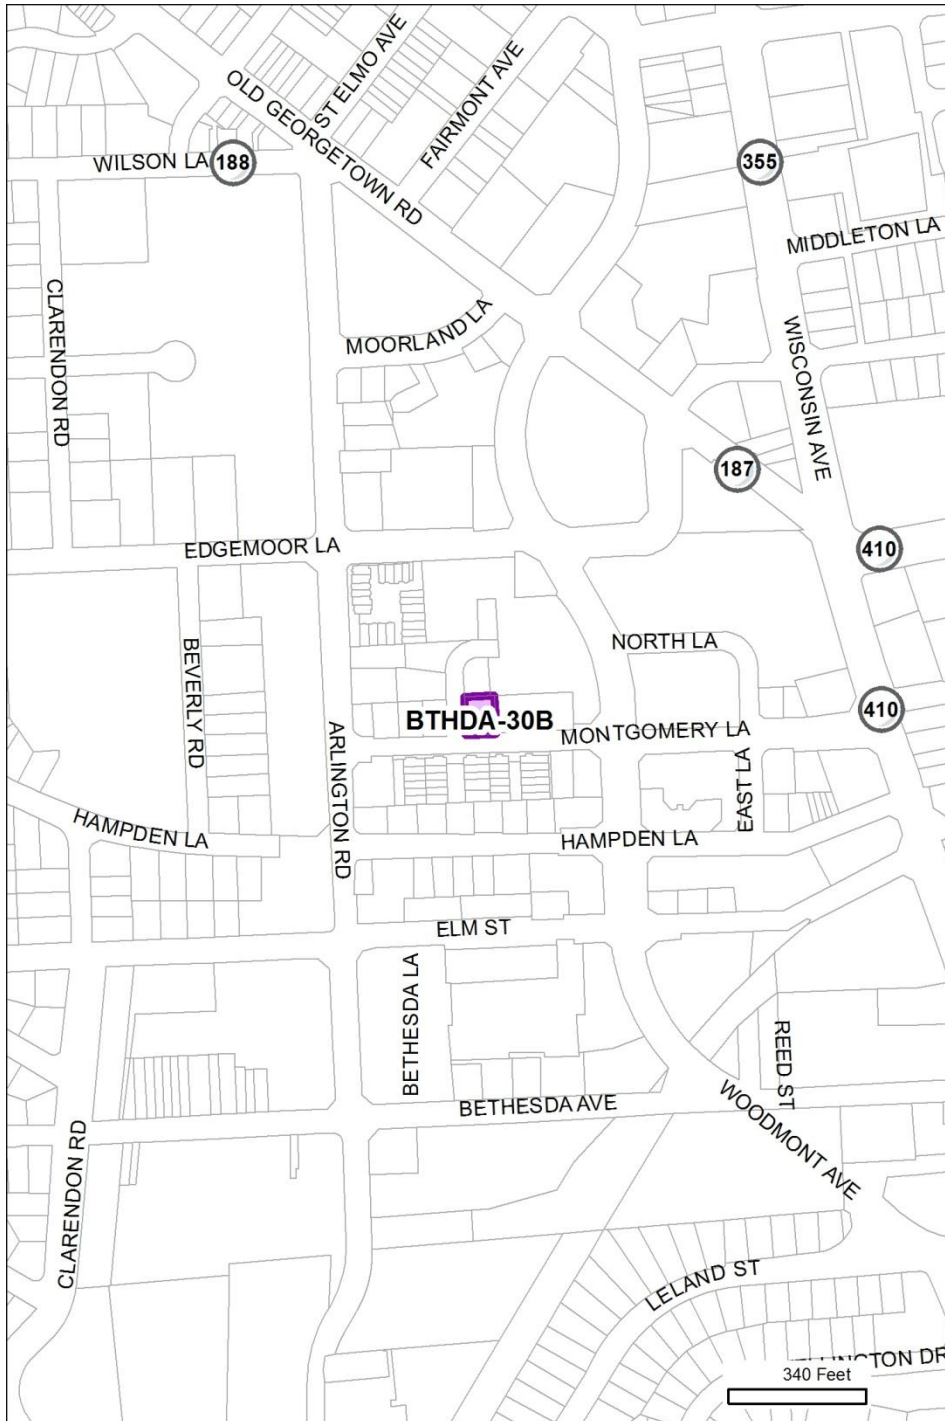 ST ELMO AVE
OLD GEORGETOWN RD
FAIRMONT AVE
WILSON LA
188
355
MIDDLETON LA
CLARENDON RD
MOORLAND LA
WISCONSIN AVE
187
EDGEMOOR LA
410
BEVERLY RD
NORTH LA
410
BTHDA-30B
MONTGOMERY LA
ARLINGTON RD
EAST LA
HAMPDEN LA
HAMPDEN LA
ELM ST
BETHESDA LA
REED ST
BETHESDA AVE
WOODMONT AVE
CLARENDON RD
LELAND ST
DR
340 Feet